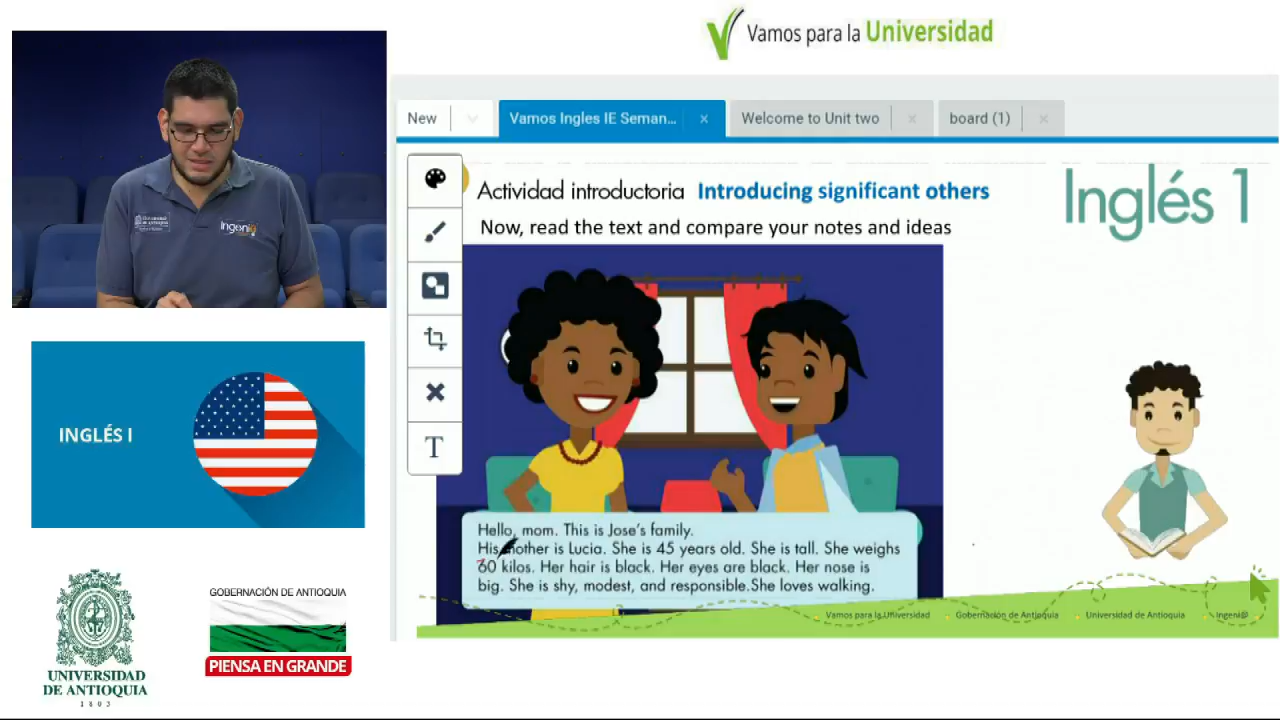 Vamos para la Universidad
New
Vamos Ingles IE Seman...
Welcome to Unit two
board (1)
Actividad introductoria Introducing significant others
Inglés 1
Now, read the text and compare your notes and ideas
T
Hello, mom. This is Jose's family.
His mother is Lucia. She is 45 years old. She is tall. She weighs
60 kilos. Her hair is black. Her eyes are black. Her nose is
big. She is shy, modest, and responsible.She loves walking.
Vamos para la Universidad Gobernación de Antioquia Universidad de Antioquia Ingeni@
INGLÉS I
UNIVERSIDAD
DE ANTIOQUIA
1803
GOBERNACIÓN DE ANTIOQUIA
PIENSA EN GRANDE